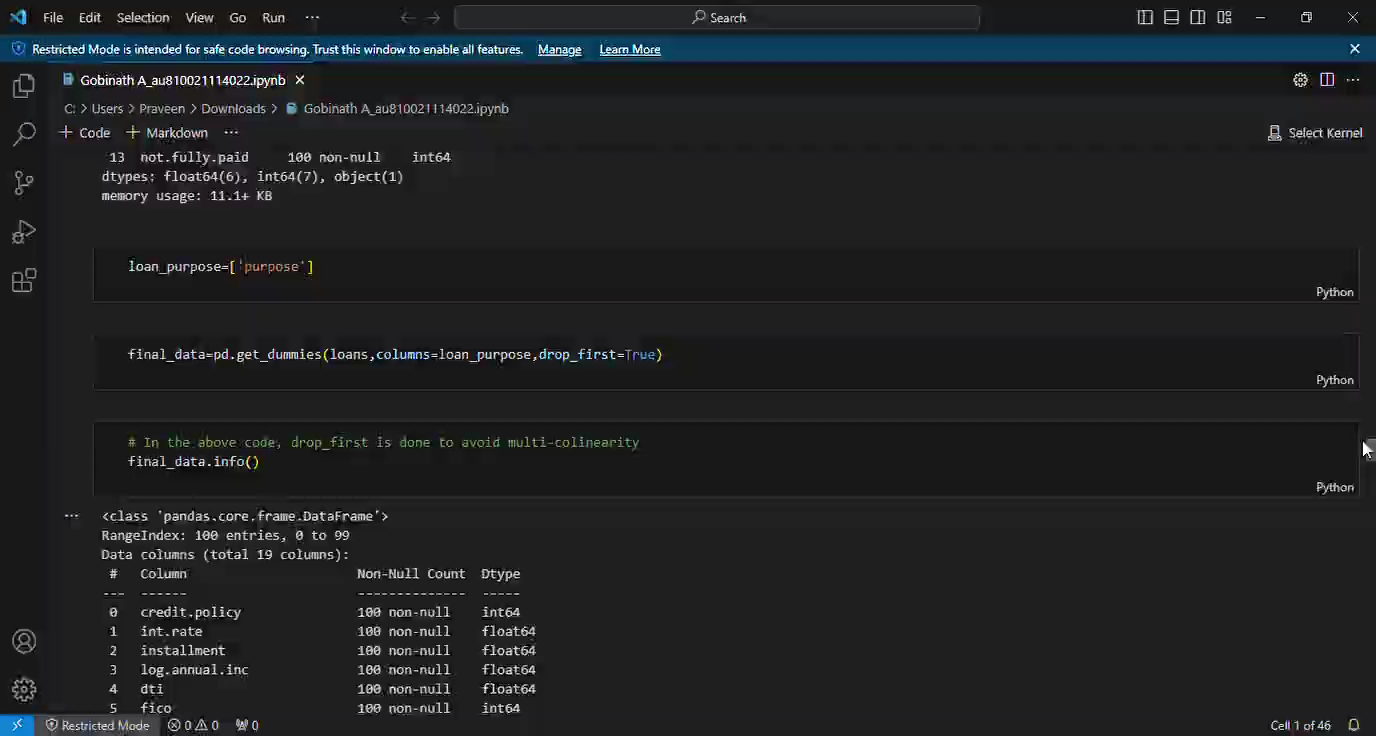 File Edit Selection View Go Run ··· Search
Restricted Mode is intended for safe code browsing. Trust this window to enable all features. Manage Learn More
Gobinath A_au810021114022.ipynb
C: > Users > Praveen > Downloads > Gobinath A_au810021114022.ipynb
+ Code + Markdown ··· Select Kernel
13 not.fully.paid 100 non-null int64
dtypes: float64(6), int64(7), object(1)
memory usage: 11.1+ KB
loan_purpose=['purpose']
Python
final_data=pd.get_dummies(loans,columns=loan_purpose,drop_first=True)
Python
# In the above code, drop_first is done to avoid multi-colinearity
final_data.info()
Python
··· <class 'pandas.core.frame.DataFrame'>
RangeIndex: 100 entries, 0 to 99
Data columns (total 19 columns):
# Column Non-Null Count Dtype
--- ------ -------------- -----
0 credit.policy 100 non-null int64
1 int.rate 100 non-null float64
2 installment 100 non-null float64
3 log.annual.inc 100 non-null float64
4 dti 100 non-null float64
5 fico 100 non-null int64
Restricted Mode 0 0 0 Cell 1 of 46